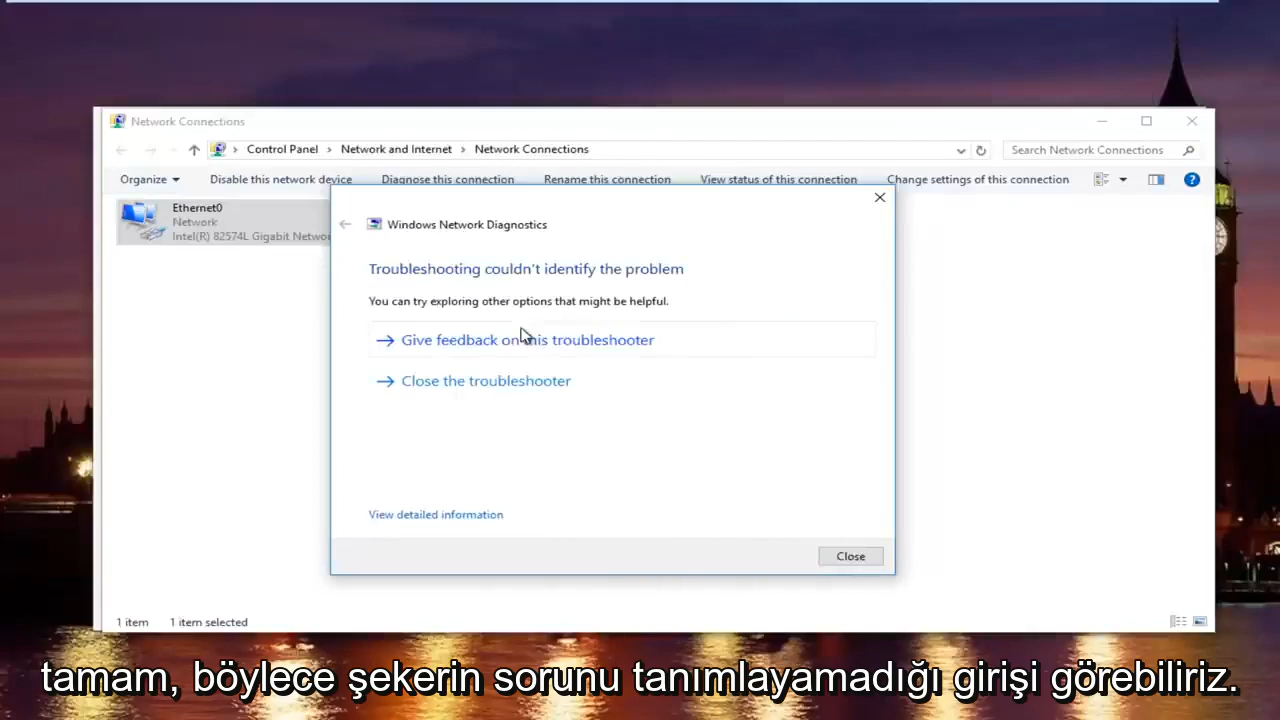 Network Connections
Control Panel > Network and Internet > Network Connections
Search Network Connections
Organize
Disable this network device
Diagnose this connection
Rename this connection
View status of this connection
Change settings of this connection
Ethernet0
Network
Intel(R) 82574L Gigabit Netwo
Windows Network Diagnostics
Troubleshooting couldn't identify the problem
You can try exploring other options that might be helpful.
Give feedback on this troubleshooter
Close the troubleshooter
View detailed information
Close
1 item 1 item selected
tamam, böylece şekerin sorunu tanımlayamadığı girişi görebiliriz.